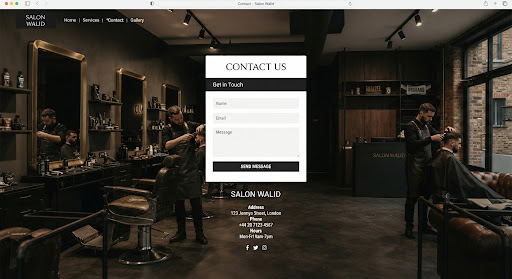 Contact - Salon Walid
SALON
WALID
Home | Services | *Contact | Gallery
CONTACT US
Get in Touch
Name
Email
Message
SEND MESSAGE
SALON WALID
SALON WALID
Address
123 Jermyn Street, London
Phone
+44 20 7123 4567
Hours
Mon-Fri 9am-7pm